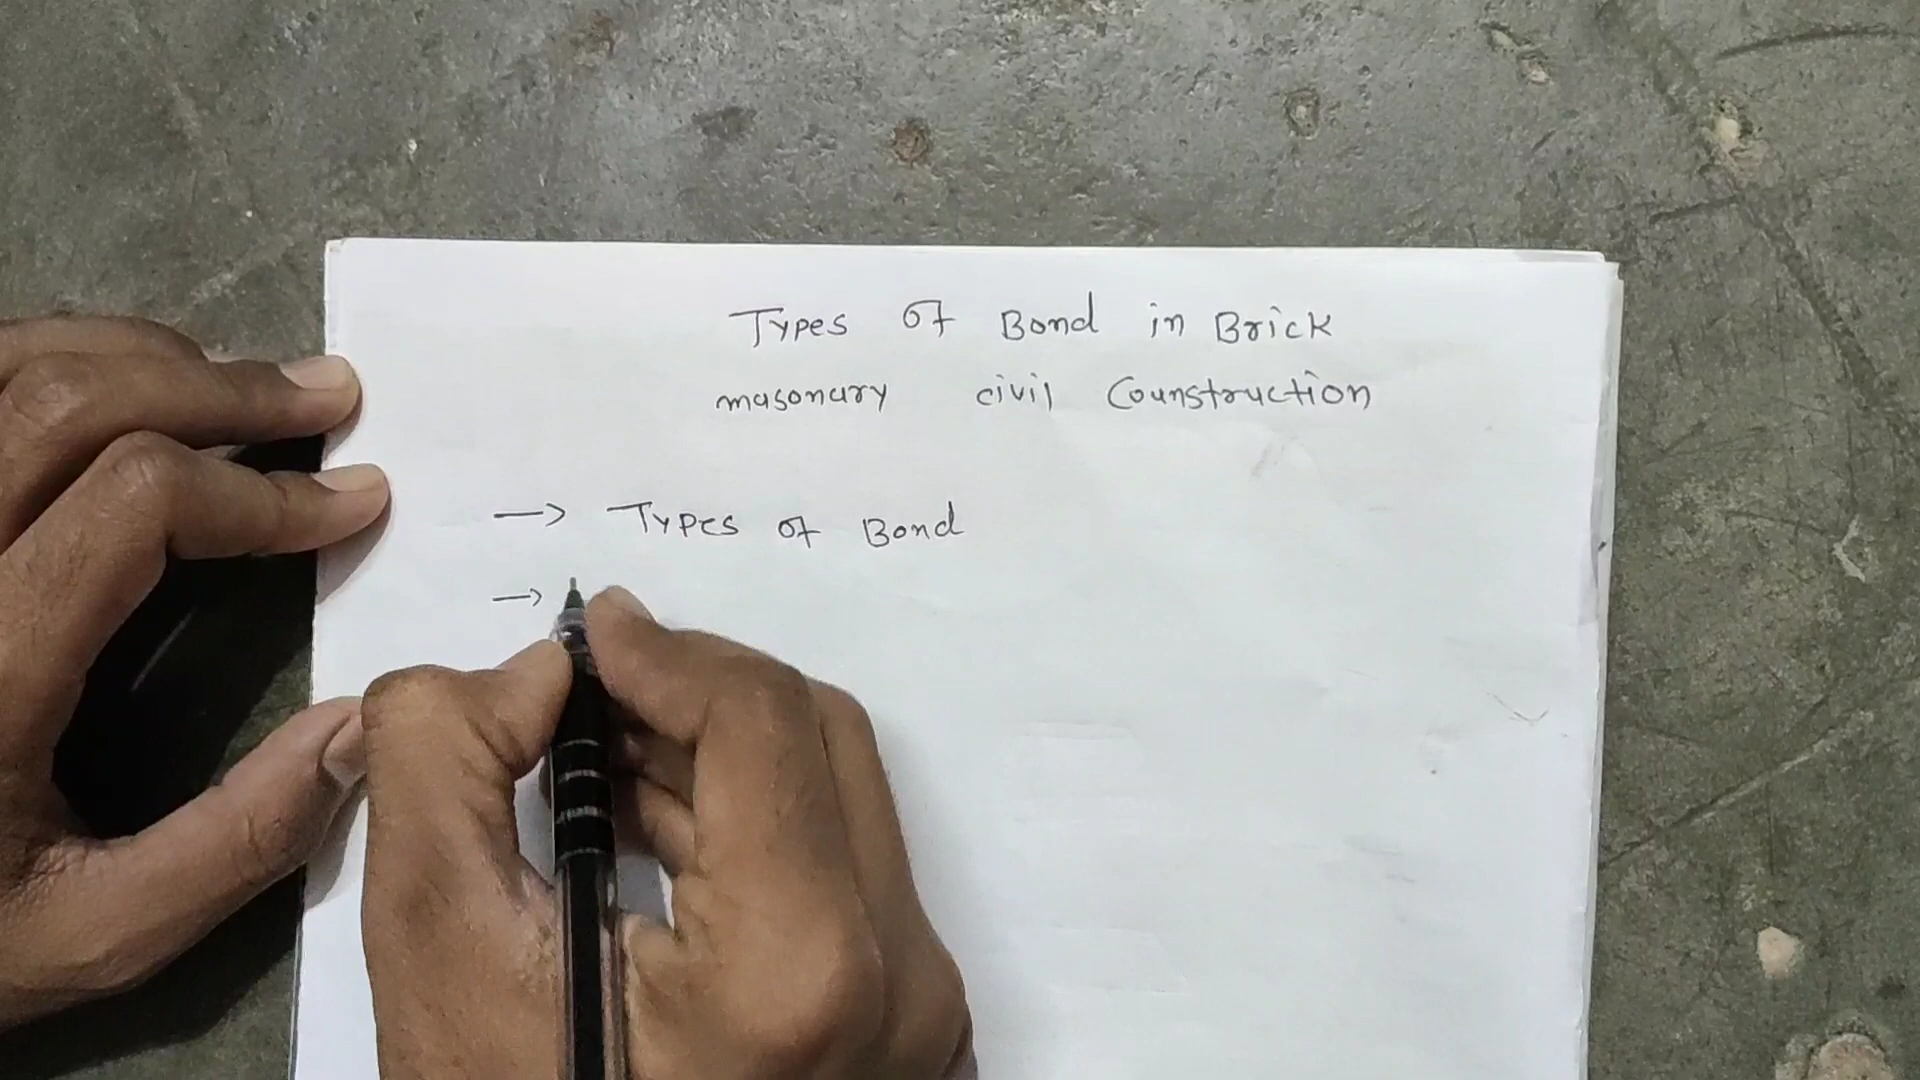 Types of Bond in Brick
masonary civil Counstruction
→ Types of Bond
→